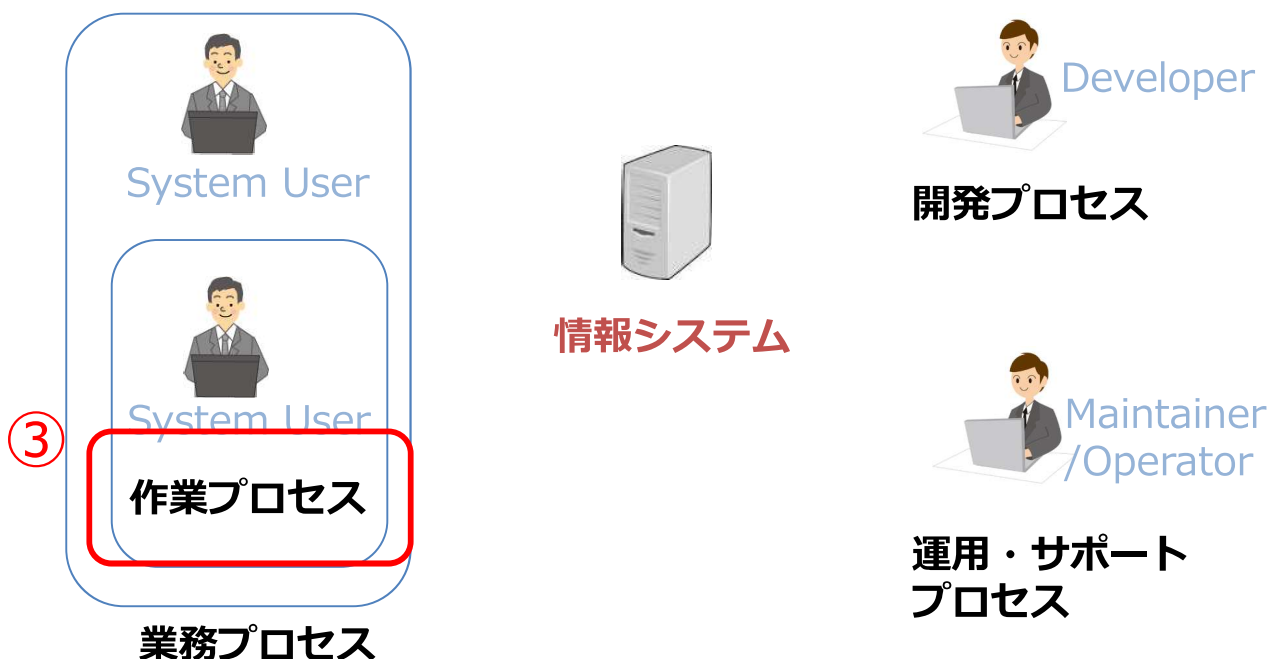 System User
System User
③
作業プロセス
業務プロセス
情報システム
Developer
開発プロセス
Maintainer
/Operator
運用・サポート
プロセス